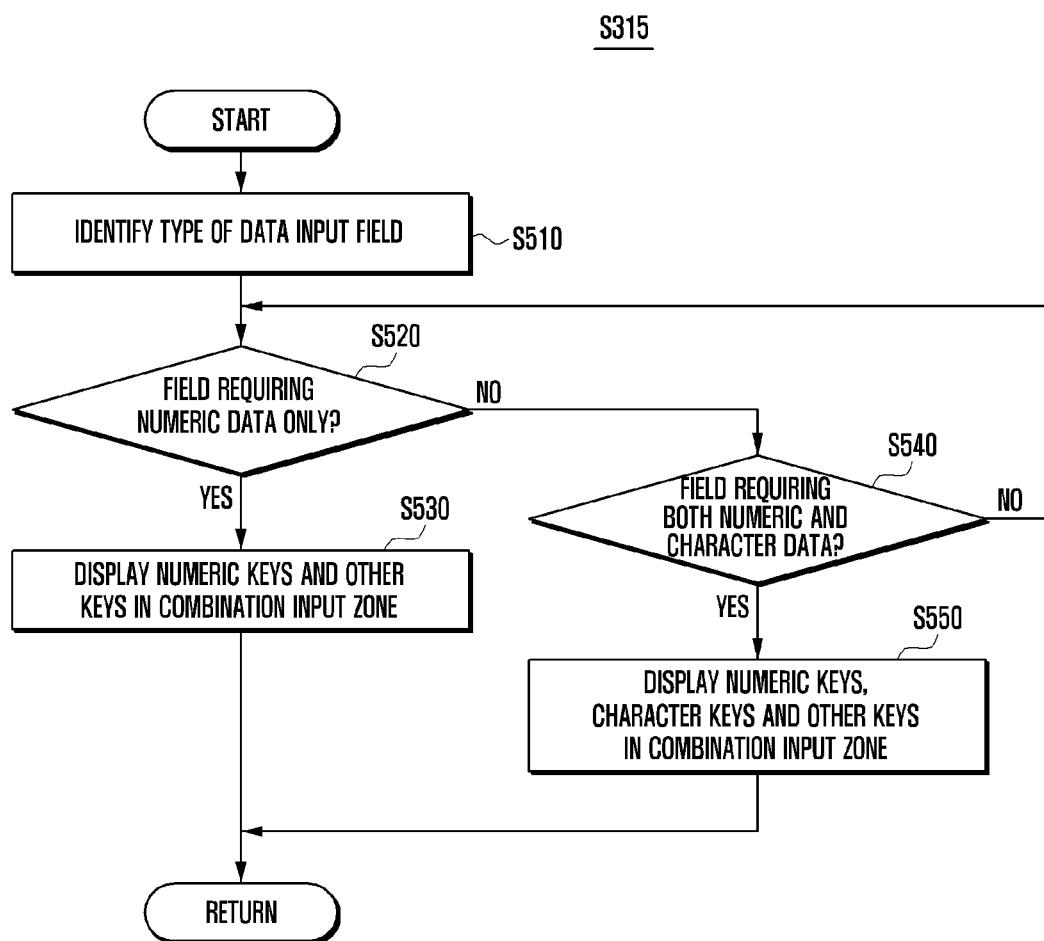 S315
START
IDENTIFY TYPE OF DATA INPUT FIELD
S510
S520
FIELD REQUIRING
NUMERIC DATA ONLY?
NO
YES
S540
FIELD REQUIRING
BOTH NUMERIC AND
CHARACTER DATA?
NO
YES
S530
DISPLAY NUMERIC KEYS AND OTHER
KEYS IN COMBINATION INPUT ZONE
S550
DISPLAY NUMERIC KEYS,
CHARACTER KEYS AND OTHER KEYS
IN COMBINATION INPUT ZONE
RETURN